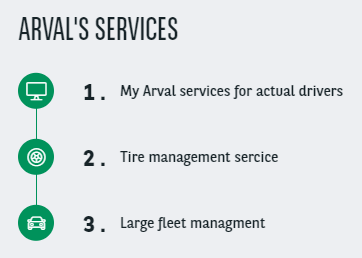 ARVAL'S SERVICES
1. My Arval services for actual drivers
2. Tire management sercice
3. Large fleet managment